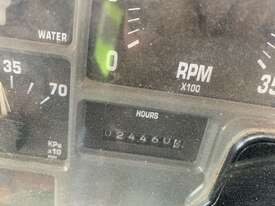 WATER
0
RPM
X100
35
35
70
HOURS
02446
KPa
x10